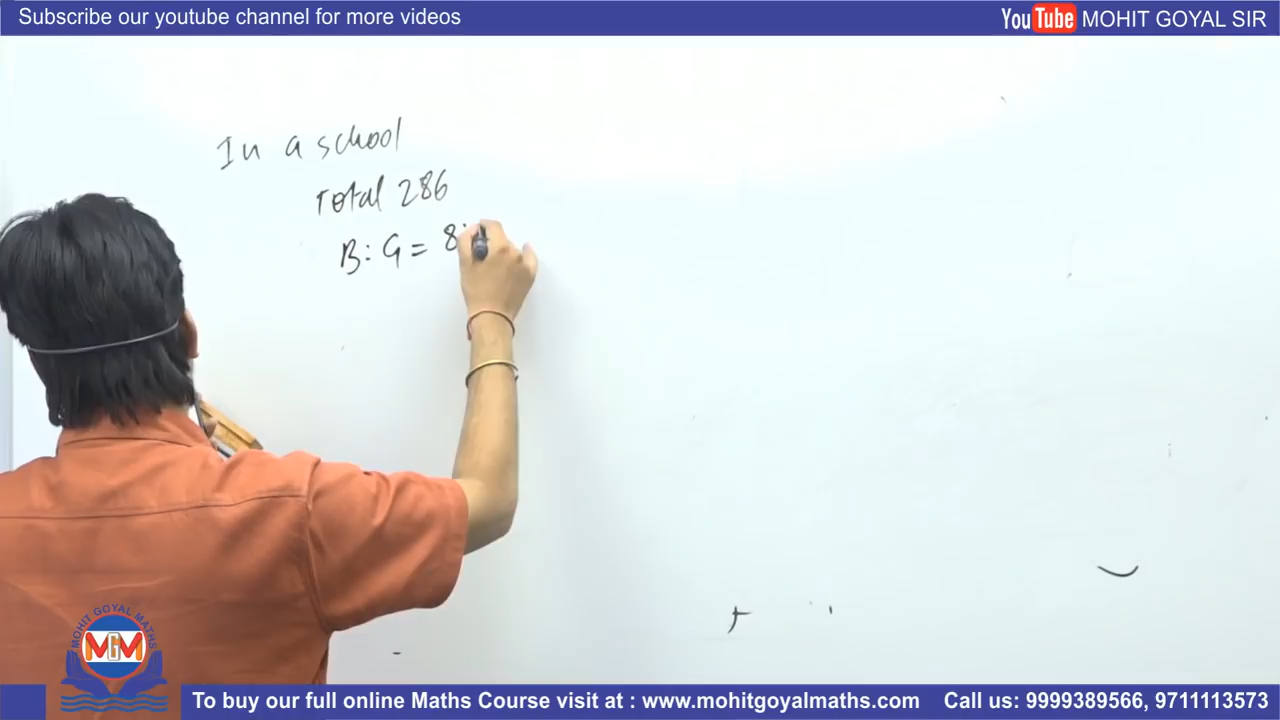 Subscribe our youtube channel for more videos
YouTube MOHIT GOYAL SIR
In a school
Total 286
B : G = 8 :
MOHIT GOYAL MATHS
MGM
To buy our full online Maths Course visit at : www.mohitgoyalmaths.com Call us: 9999389566, 9711113573